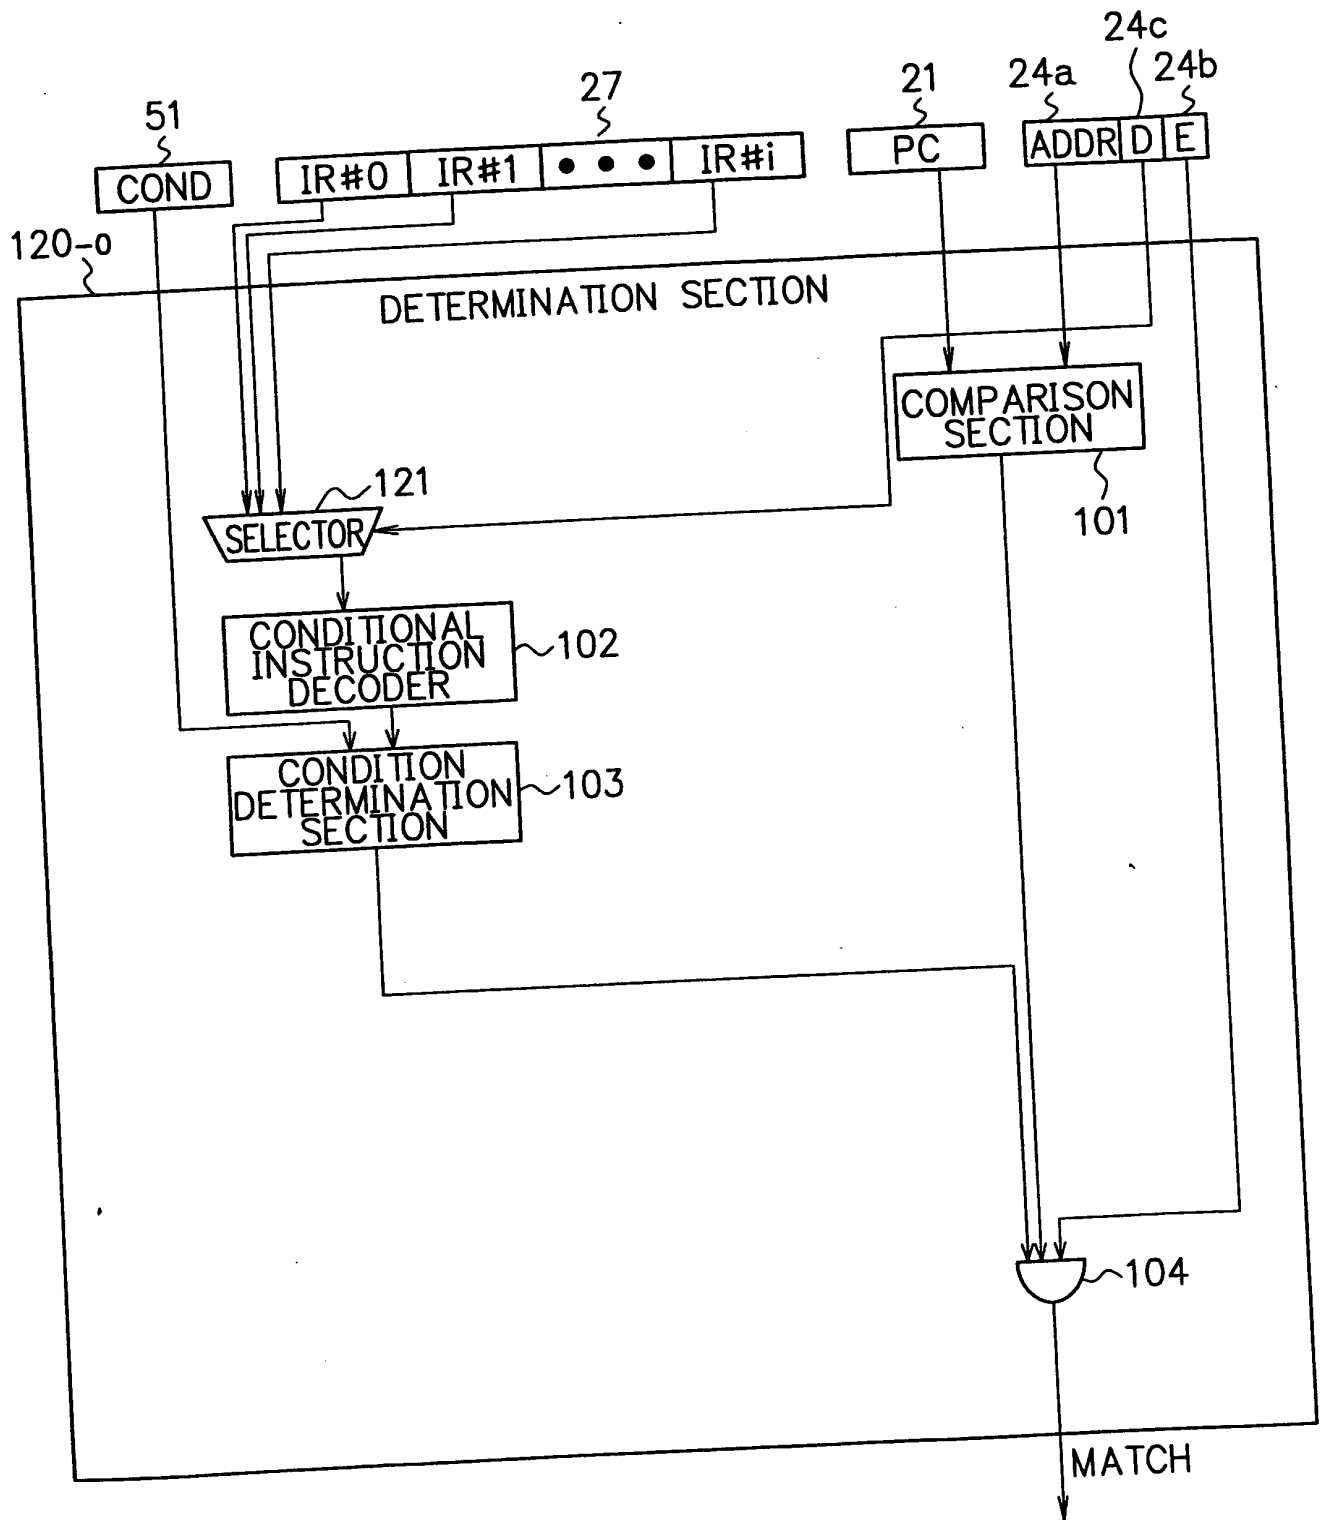 24c
24a
24b
21
27
51
COND
IR#0
IR#1
• • •
IR#i
PC
ADDR
D
E
120-0
DETERMINATION SECTION
COMPARISON
SECTION
101
121
SELECTOR
CONDITIONAL
INSTRUCTION
DECODER
102
CONDITION
DETERMINATION
SECTION
103
104
MATCH